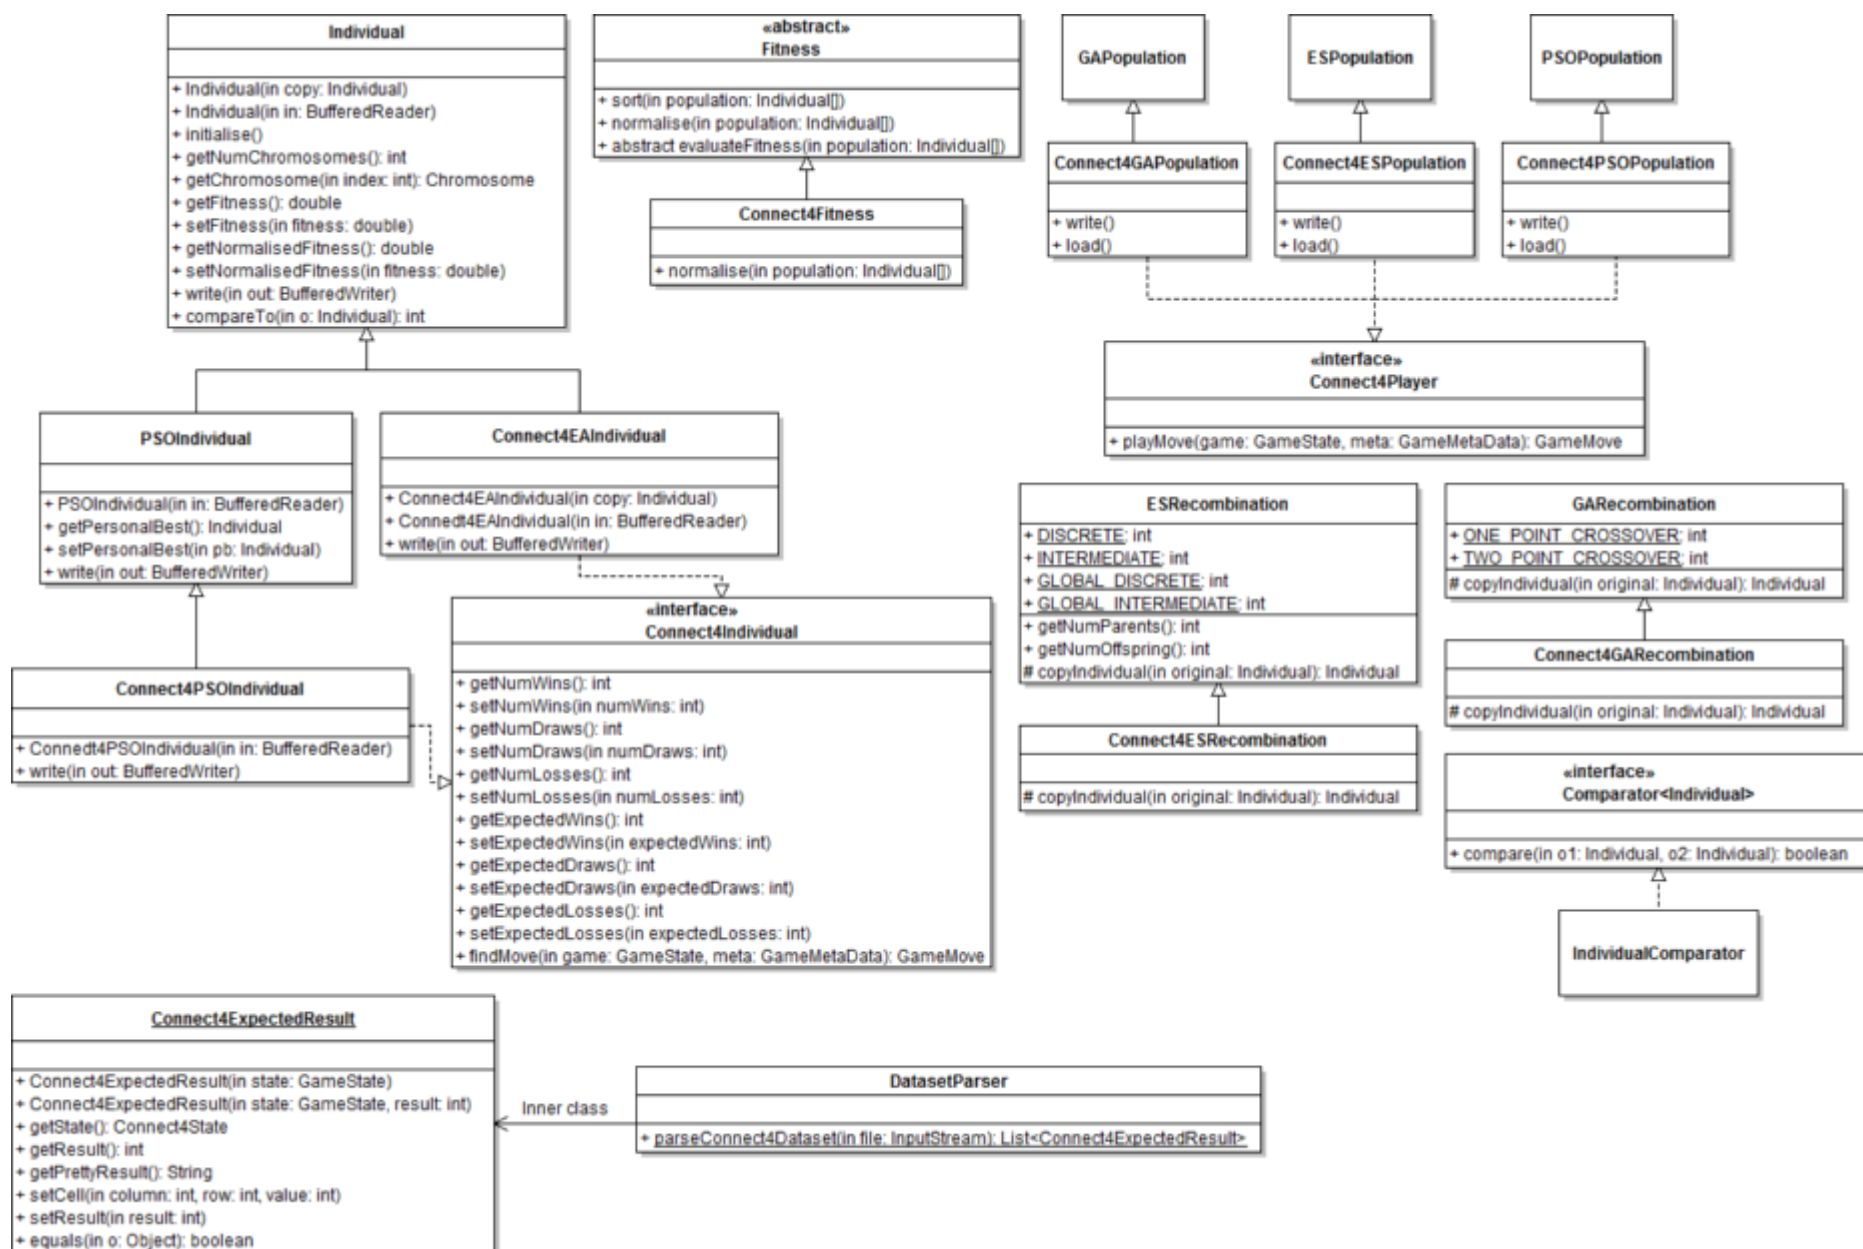 Individual
+ Individual(in copy: Individual)
+ Individual(in in: BufferedReader)
+ initialise()
+ getNumChromosomes(): int
+ getChromosome(in index: int): Chromosome
+ getFitness(): double
+ setFitness(in fitness: double)
+ getNormalisedFitness(): double
+ setNormalisedFitness(in fitness: double)
+ write(in out: BufferedWriter)
+ compareTo(in o: Individual): int
«abstract»
Fitness
+ sort(in population: Individual[])
+ normalise(in population: Individual[])
+ abstract evaluateFitness(in population: Individual[])
Connect4Fitness
+ normalise(in population: Individual[])
GAPopulation
ESPopulation
PSOPopulation
Connect4GAPopulation
+ write()
+ load()
Connect4ESPopulation
+ write()
+ load()
Connect4PSOPopulation
+ write()
+ load()
«interface»
Connect4Player
+ playMove(game: GameState, meta: GameMetaData): GameMove
PSOIndividual
+ PSOIndividual(in in: BufferedReader)
+ getPersonalBest(): Individual
+ setPersonalBest(in pb: Individual)
+ write(in out: BufferedWriter)
Connect4EAIndividual
+ Connect4EAIndividual(in copy: Individual)
+ Connedt4EAIndividual(in in: BufferedReader)
+ write(in out: BufferedWriter)
Connect4PSOIndividual
+ Connedt4PSOIndividual(in in: BufferedReader)
+ write(in out: BufferedWriter)
«interface»
Connect4Individual
+ getNumWins(): int
+ setNumWins(in numWins: int)
+ getNumDraws(): int
+ setNumDraws(in numDraws: int)
+ getNumLosses(): int
+ setNumLosses(in numLosses: int)
+ getExpectedWins(): int
+ setExpectedWins(in expectedWins: int)
+ getExpectedDraws(): int
+ setExpectedDraws(in expectedDraws: int)
+ getExpectedLosses(): int
+ setExpectedLosses(in expectedLosses: int)
+ findMove(in game: GameState, meta: GameMetaData): GameMove
ESRecombination
+ DISCRETE: int
+ INTERMEDIATE: int
+ GLOBAL_DISCRETE: int
+ GLOBAL_INTERMEDIATE: int
+ getNumParents(): int
+ getNumOffspring(): int
# copyIndividual(in original: Individual): Individual
Connect4ESRecombination
# copyIndividual(in original: Individual): Individual
GARecombination
+ ONE_POINT_CROSSOVER: int
+ TWO_POINT_CROSSOVER: int
# copyIndividual(in original: Individual): Individual
Connect4GARecombination
# copyIndividual(in original: Individual): Individual
«interface»
Comparator<Individual>
+ compare(in o1: Individual, o2: Individual): boolean
IndividualComparator
Connect4ExpectedResult
+ Connect4ExpectedResult(in state: GameState)
+ Connect4ExpectedResult(in state: GameState, result: int)
+ getState(): Connect4State
+ getResult(): int
+ getPrettyResult(): String
+ setCell(in column: int, row: int, value: int)
+ setResult(in result: int)
+ equals(in o: Object): boolean
Inner class
DatasetParser
+ parseConnect4Dataset(in file: InputStream): List<Connect4ExpectedResult>